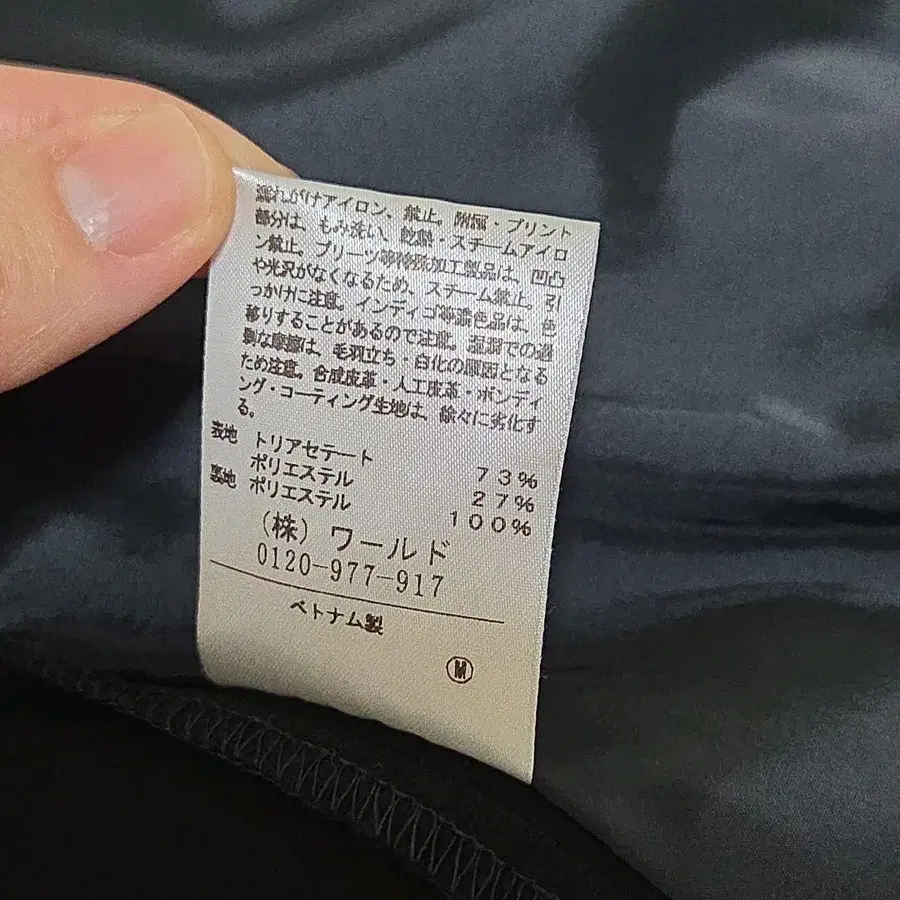 濡れがけアイロン、禁止。附属・プリント
部分は、もみ洗い、乾熱・スチームアイロ
ン禁止。プリーツ等特殊加工製品は、凹凸
や光沢がなくなるため、スチーム禁止。引
っかけに注意。インディゴ等濃色品は、色
移りすることがあるので注意。湿潤での過
剰な摩擦は、毛羽立ち・白化の原因となる
ため注意。合成皮革・人工皮革・ボンディ
ング・コーティング生地は、徐々に劣化す
る。
表地 トリアセテート 73%
ポリエステル 27%
裏地 ポリエステル 100%
(株)ワールド
0120-977-917
ベトナム製
M